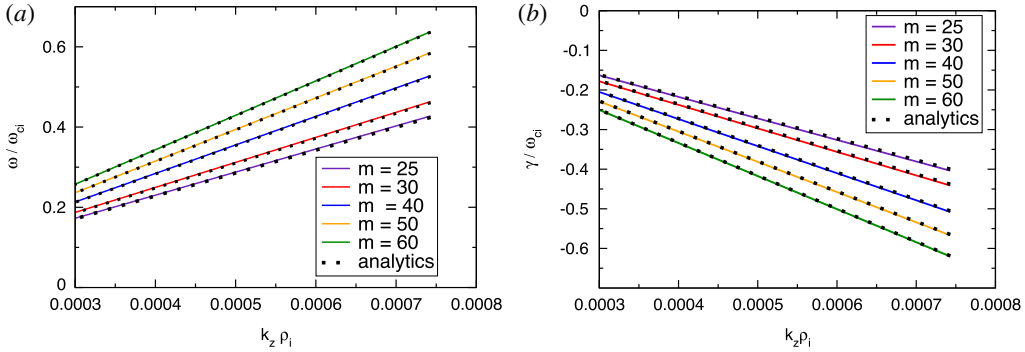 (a)
ω / ω_ci
0.6
0.4
0.2
0
m = 25
m = 30
m = 40
m = 50
m = 60
analytics
0.0003 0.0004 0.0005 0.0006 0.0007 0.0008
k_z ρ_i
(b)
γ / ω_ci
0
-0.1
-0.2
-0.3
-0.4
-0.5
-0.6
m = 25
m = 30
m = 40
m = 50
m = 60
analytics
0.0003 0.0004 0.0005 0.0006 0.0007 0.0008
k_z ρ_i